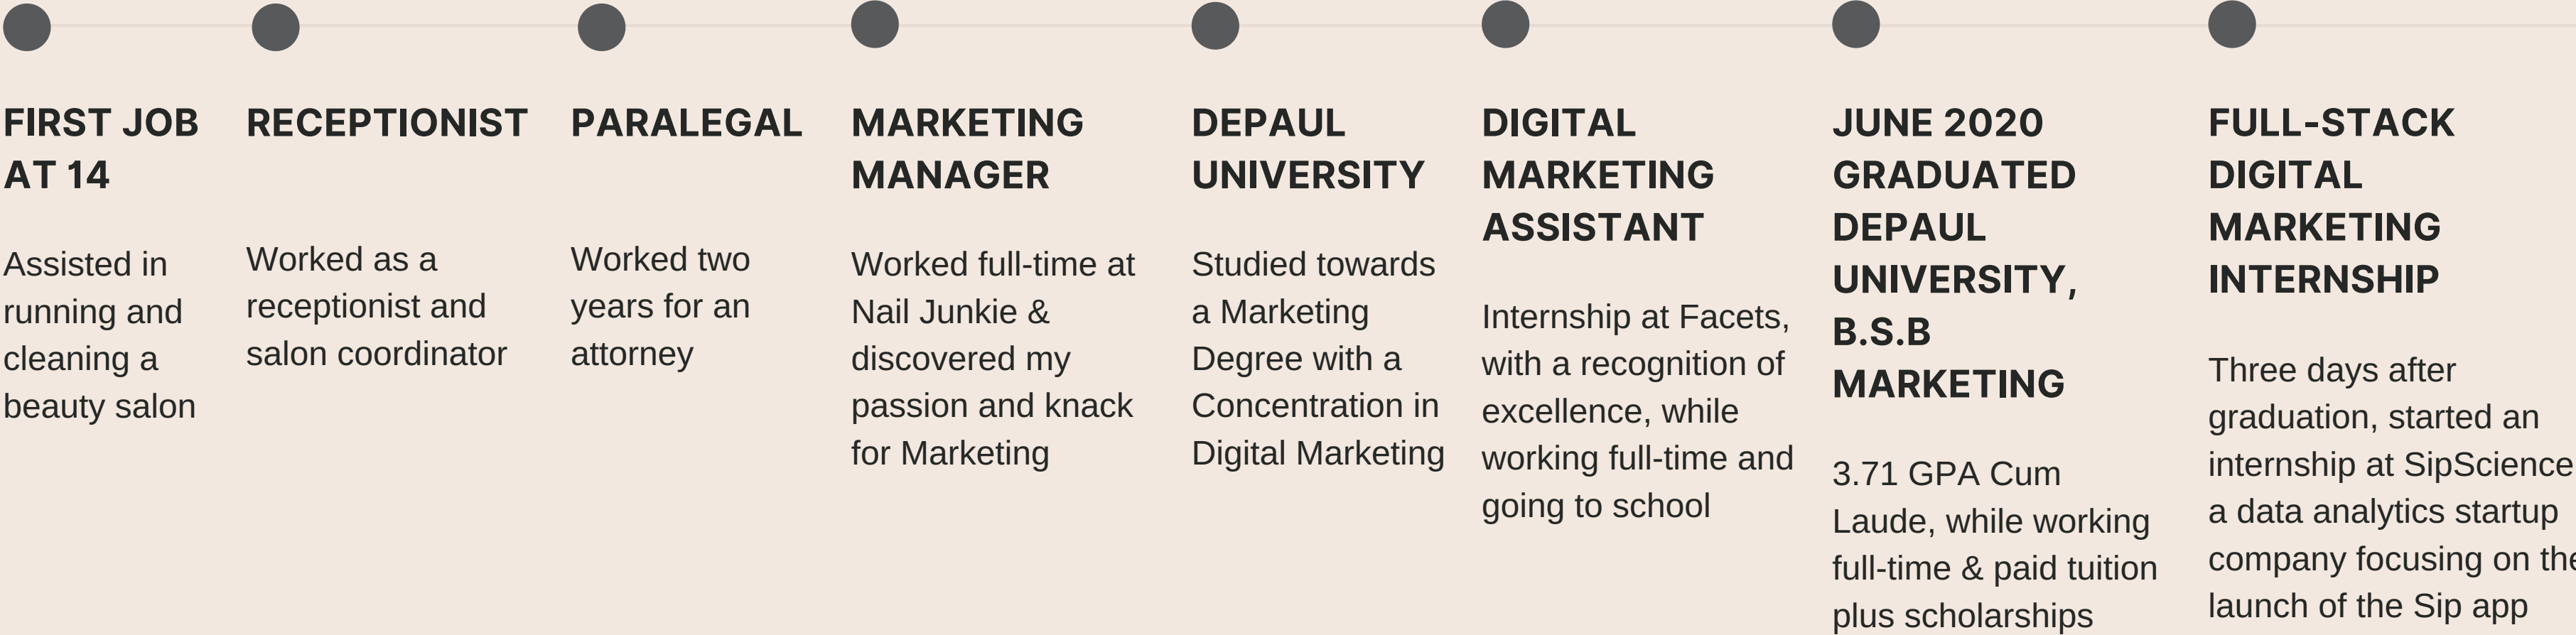 FIRST JOB
AT 14
Assisted in
running and
cleaning a
beauty salon
RECEPTIONIST
Worked as a
receptionist and
salon coordinator
PARALEGAL
Worked two
years for an
attorney
MARKETING
MANAGER
Worked full-time at
Nail Junkie &
discovered my
passion and knack
for Marketing
DEPAUL
UNIVERSITY
Studied towards
a Marketing
Degree with a
Concentration in
Digital Marketing
DIGITAL
MARKETING
ASSISTANT
Internship at Facets,
with a recognition of
excellence, while
working full-time and
going to school
JUNE 2020
GRADUATED
DEPAUL
UNIVERSITY,
B.S.B
MARKETING
3.71 GPA Cum
Laude, while working
full-time & paid tuition
plus scholarships
FULL-STACK
DIGITAL
MARKETING
INTERNSHIP
Three days after
graduation, started an
internship at SipScience
a data analytics startup
company focusing on the
launch of the Sip app